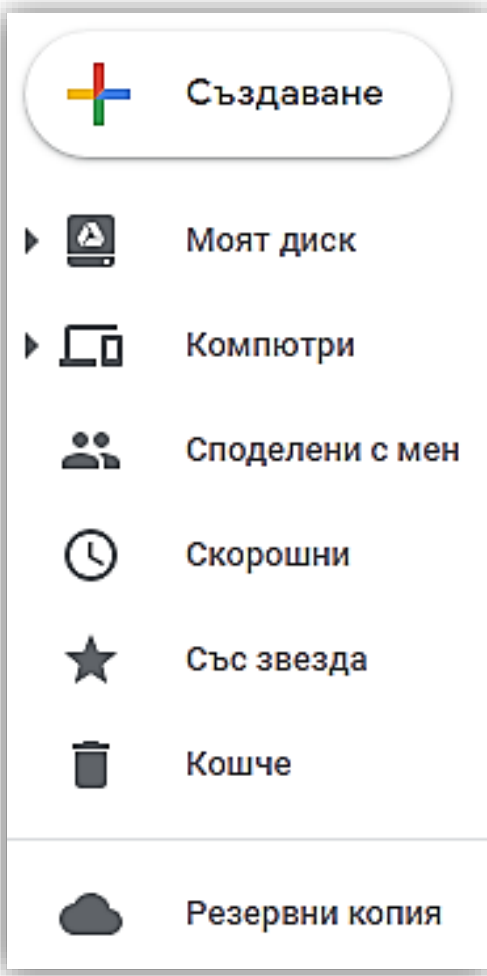 Създаване
Моят диск
Компютри
Споделени с мен
Скорошни
Със звезда
Кошче
Резервни копия